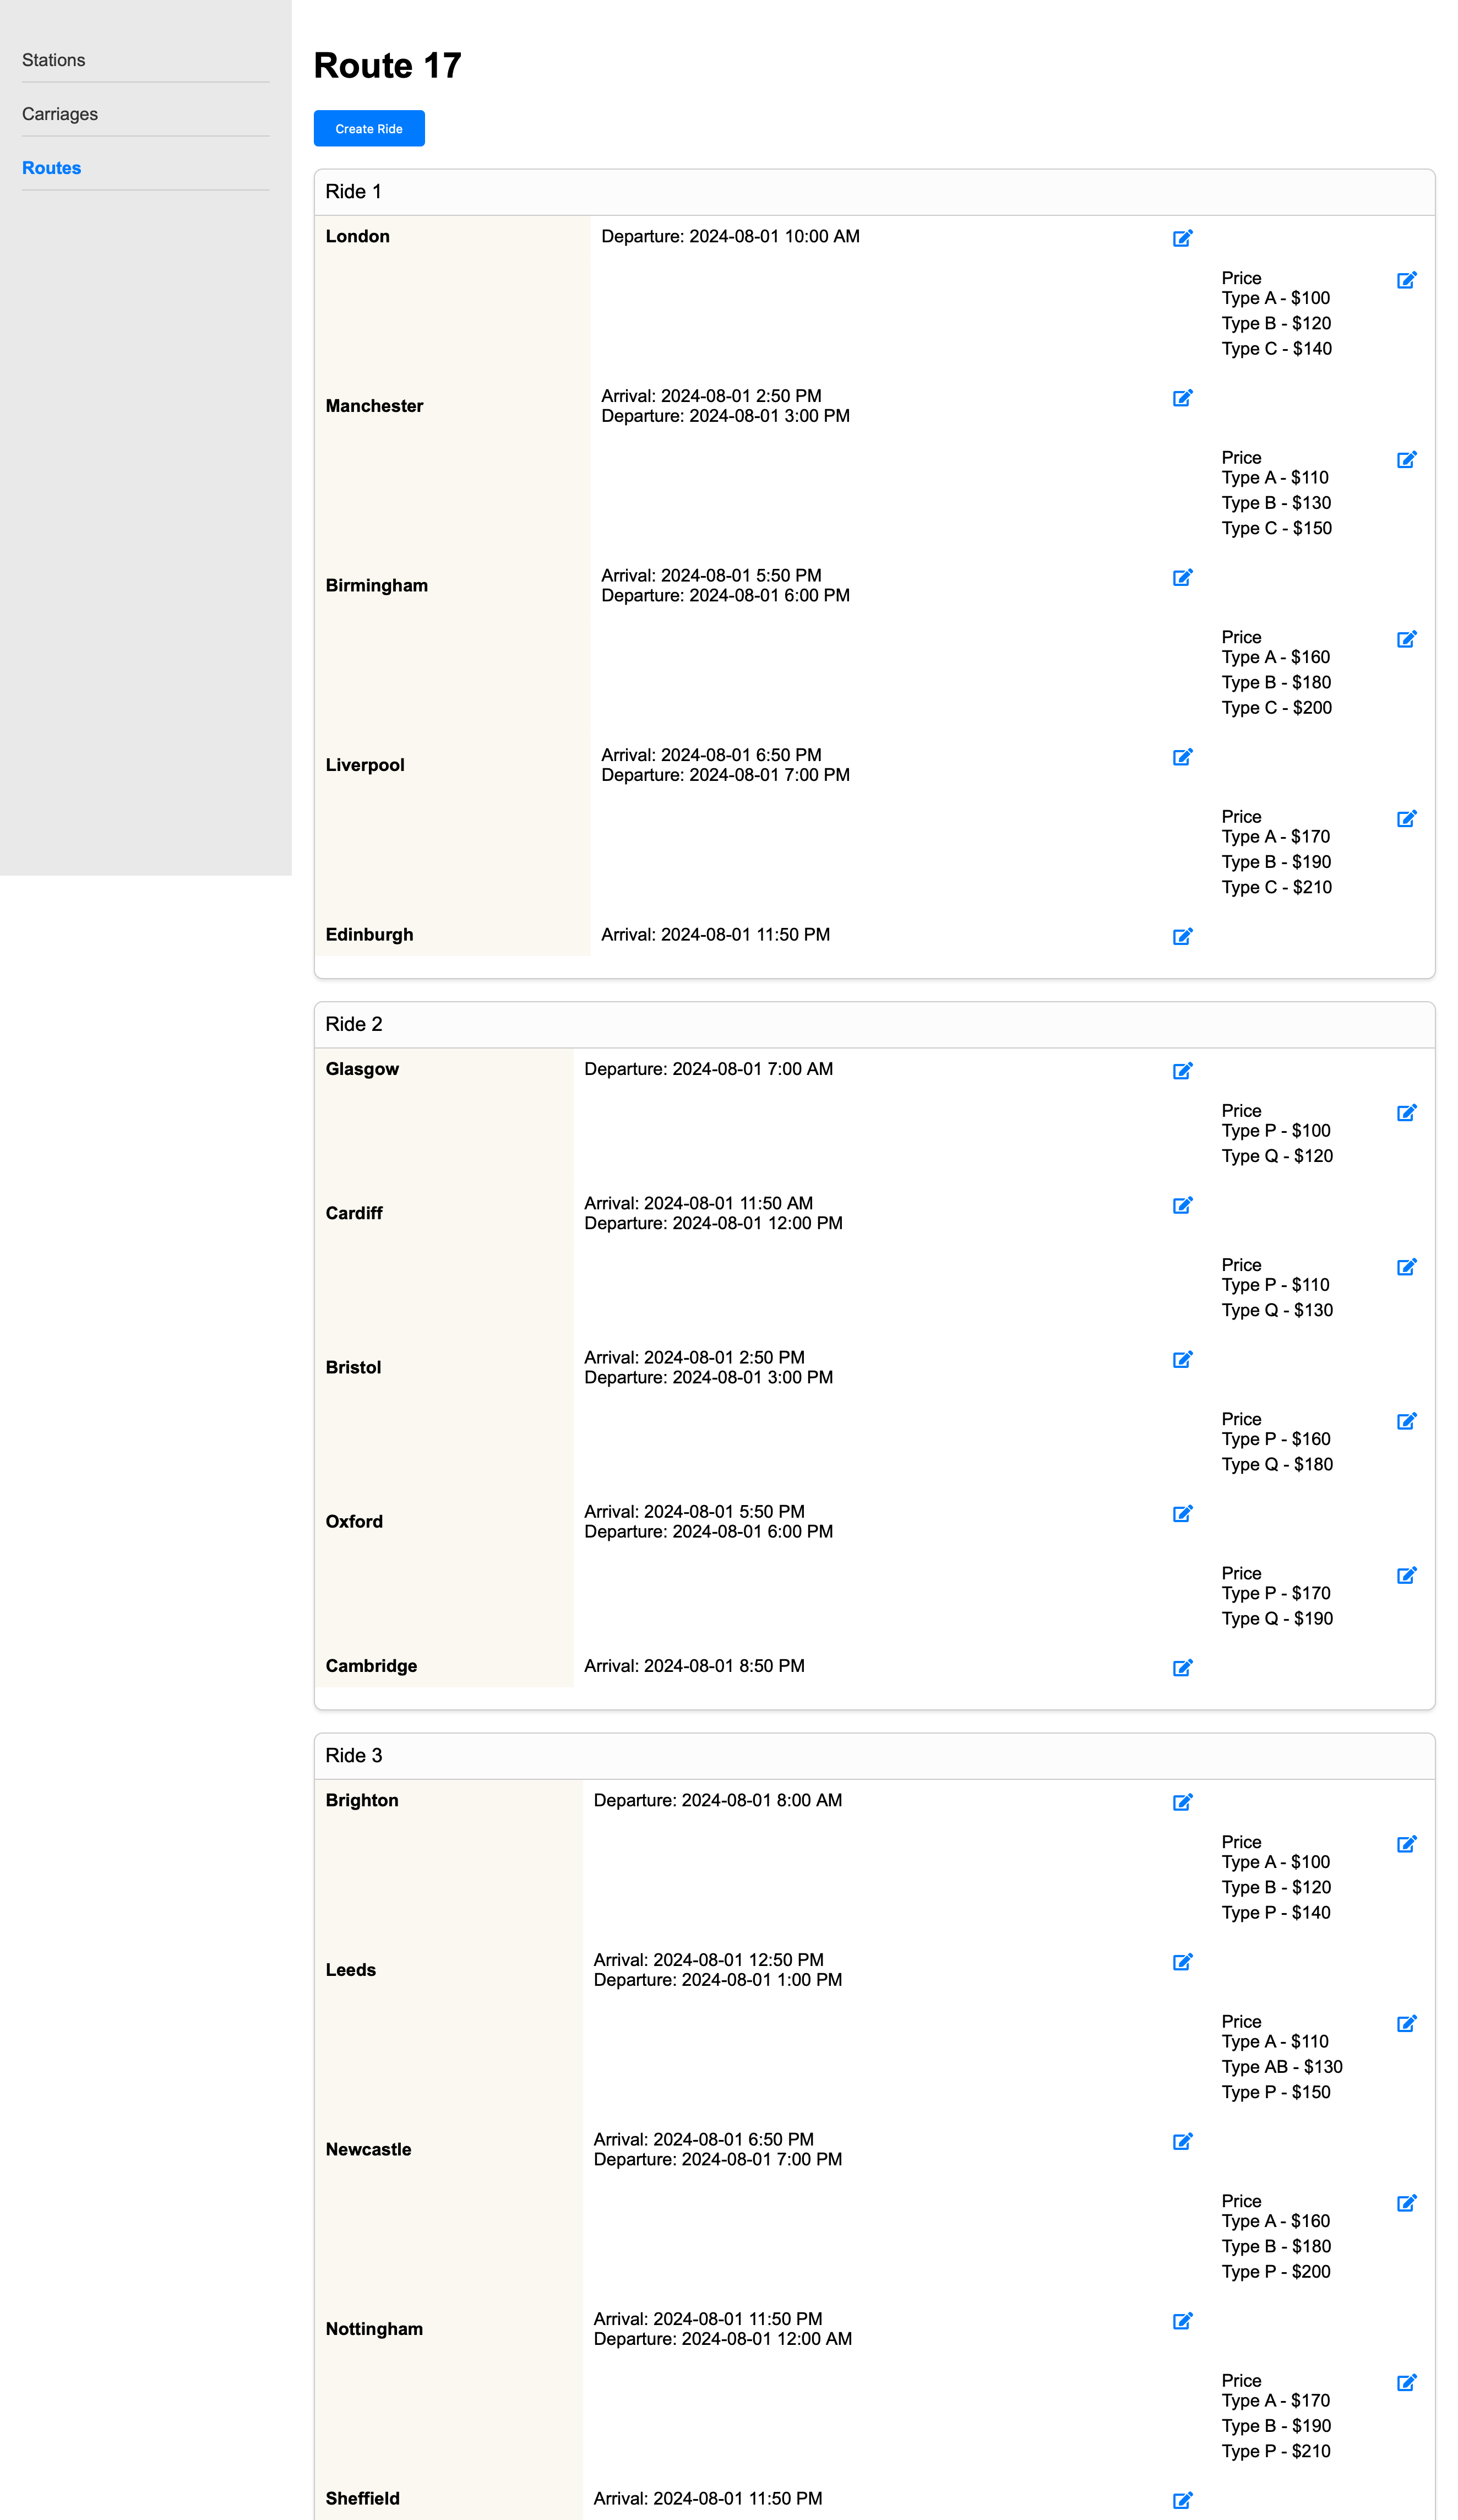 Stations
Carriages
Routes
Route 17
Create Ride
Ride 1
London
Departure: 2024-08-01 10:00 AM
Price
Type A - $100
Type B - $120
Type C - $140
Manchester
Arrival: 2024-08-01 2:50 PM
Departure: 2024-08-01 3:00 PM
Price
Type A - $110
Type B - $130
Type C - $150
Birmingham
Arrival: 2024-08-01 5:50 PM
Departure: 2024-08-01 6:00 PM
Price
Type A - $160
Type B - $180
Type C - $200
Liverpool
Arrival: 2024-08-01 6:50 PM
Departure: 2024-08-01 7:00 PM
Price
Type A - $170
Type B - $190
Type C - $210
Edinburgh
Arrival: 2024-08-01 11:50 PM
Ride 2
Glasgow
Departure: 2024-08-01 7:00 AM
Price
Type P - $100
Type Q - $120
Cardiff
Arrival: 2024-08-01 11:50 AM
Departure: 2024-08-01 12:00 PM
Price
Type P - $110
Type Q - $130
Bristol
Arrival: 2024-08-01 2:50 PM
Departure: 2024-08-01 3:00 PM
Price
Type P - $160
Type Q - $180
Oxford
Arrival: 2024-08-01 5:50 PM
Departure: 2024-08-01 6:00 PM
Price
Type P - $170
Type Q - $190
Cambridge
Arrival: 2024-08-01 8:50 PM
Ride 3
Brighton
Departure: 2024-08-01 8:00 AM
Price
Type A - $100
Type B - $120
Type P - $140
Leeds
Arrival: 2024-08-01 12:50 PM
Departure: 2024-08-01 1:00 PM
Price
Type A - $110
Type AB - $130
Type P - $150
Newcastle
Arrival: 2024-08-01 6:50 PM
Departure: 2024-08-01 7:00 PM
Price
Type A - $160
Type B - $180
Type P - $200
Nottingham
Arrival: 2024-08-01 11:50 PM
Departure: 2024-08-01 12:00 AM
Price
Type A - $170
Type B - $190
Type P - $210
Sheffield
Arrival: 2024-08-01 11:50 PM